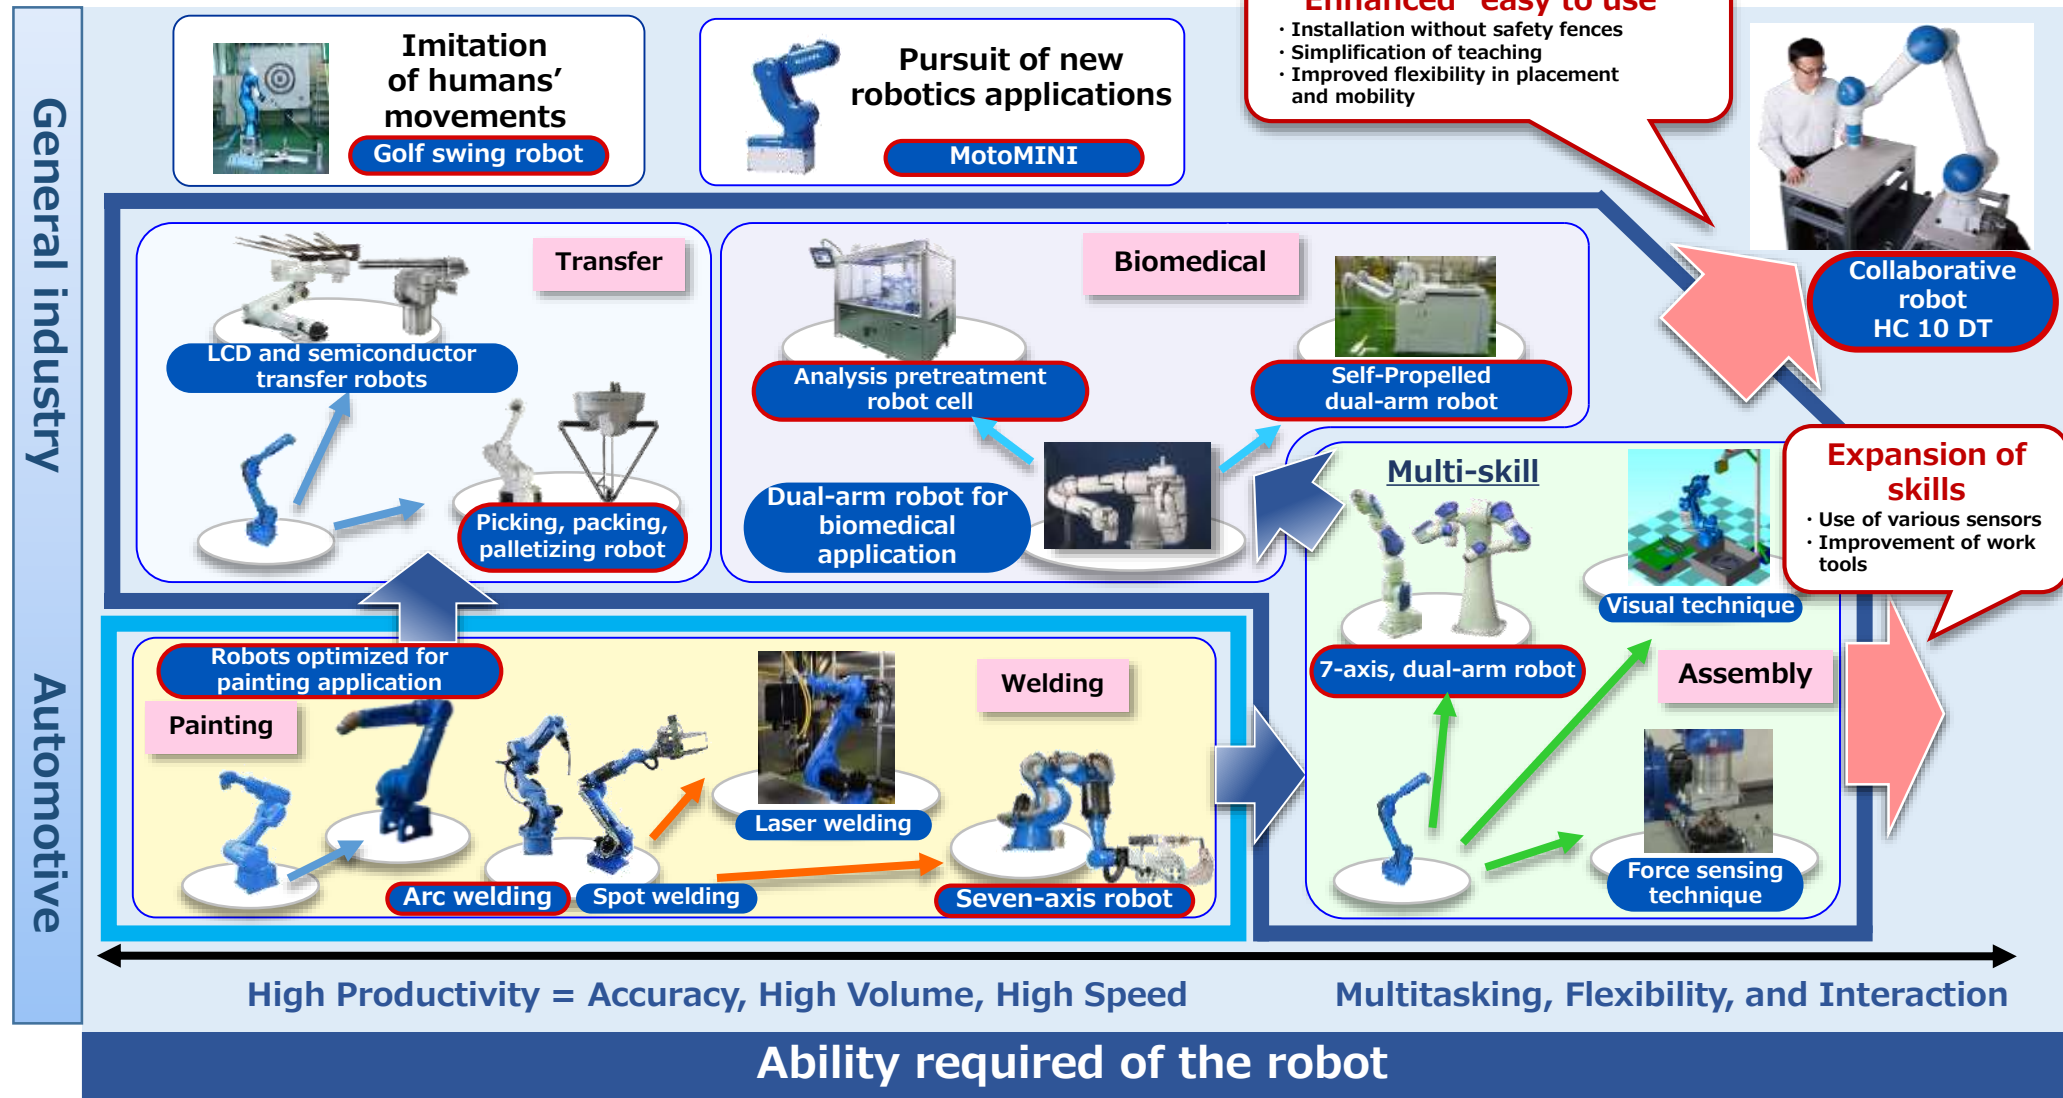 Enhanced "easy to use"
・Installation without safety fences
・Simplification of teaching
・Improved flexibility in placement
and mobility
Imitation
of humans’
movements
Golf swing robot
Pursuit of new
robotics applications
MotoMINI
General industry
Automotive
Transfer
LCD and semiconductor
transfer robots
Picking, packing,
palletizing robot
Biomedical
Analysis pretreatment
robot cell
Self-Propelled
dual-arm robot
Dual-arm robot for
biomedical
application
Collaborative
robot
HC 10 DT
Multi-skill
7-axis, dual-arm robot
Visual technique
Assembly
Force sensing
technique
Expansion of
skills
・Use of various sensors
・Improvement of work
tools
Robots optimized for
painting application
Painting
Welding
Laser welding
Arc welding
Spot welding
Seven-axis robot
High Productivity = Accuracy, High Volume, High Speed
Multitasking, Flexibility, and Interaction
Ability required of the robot